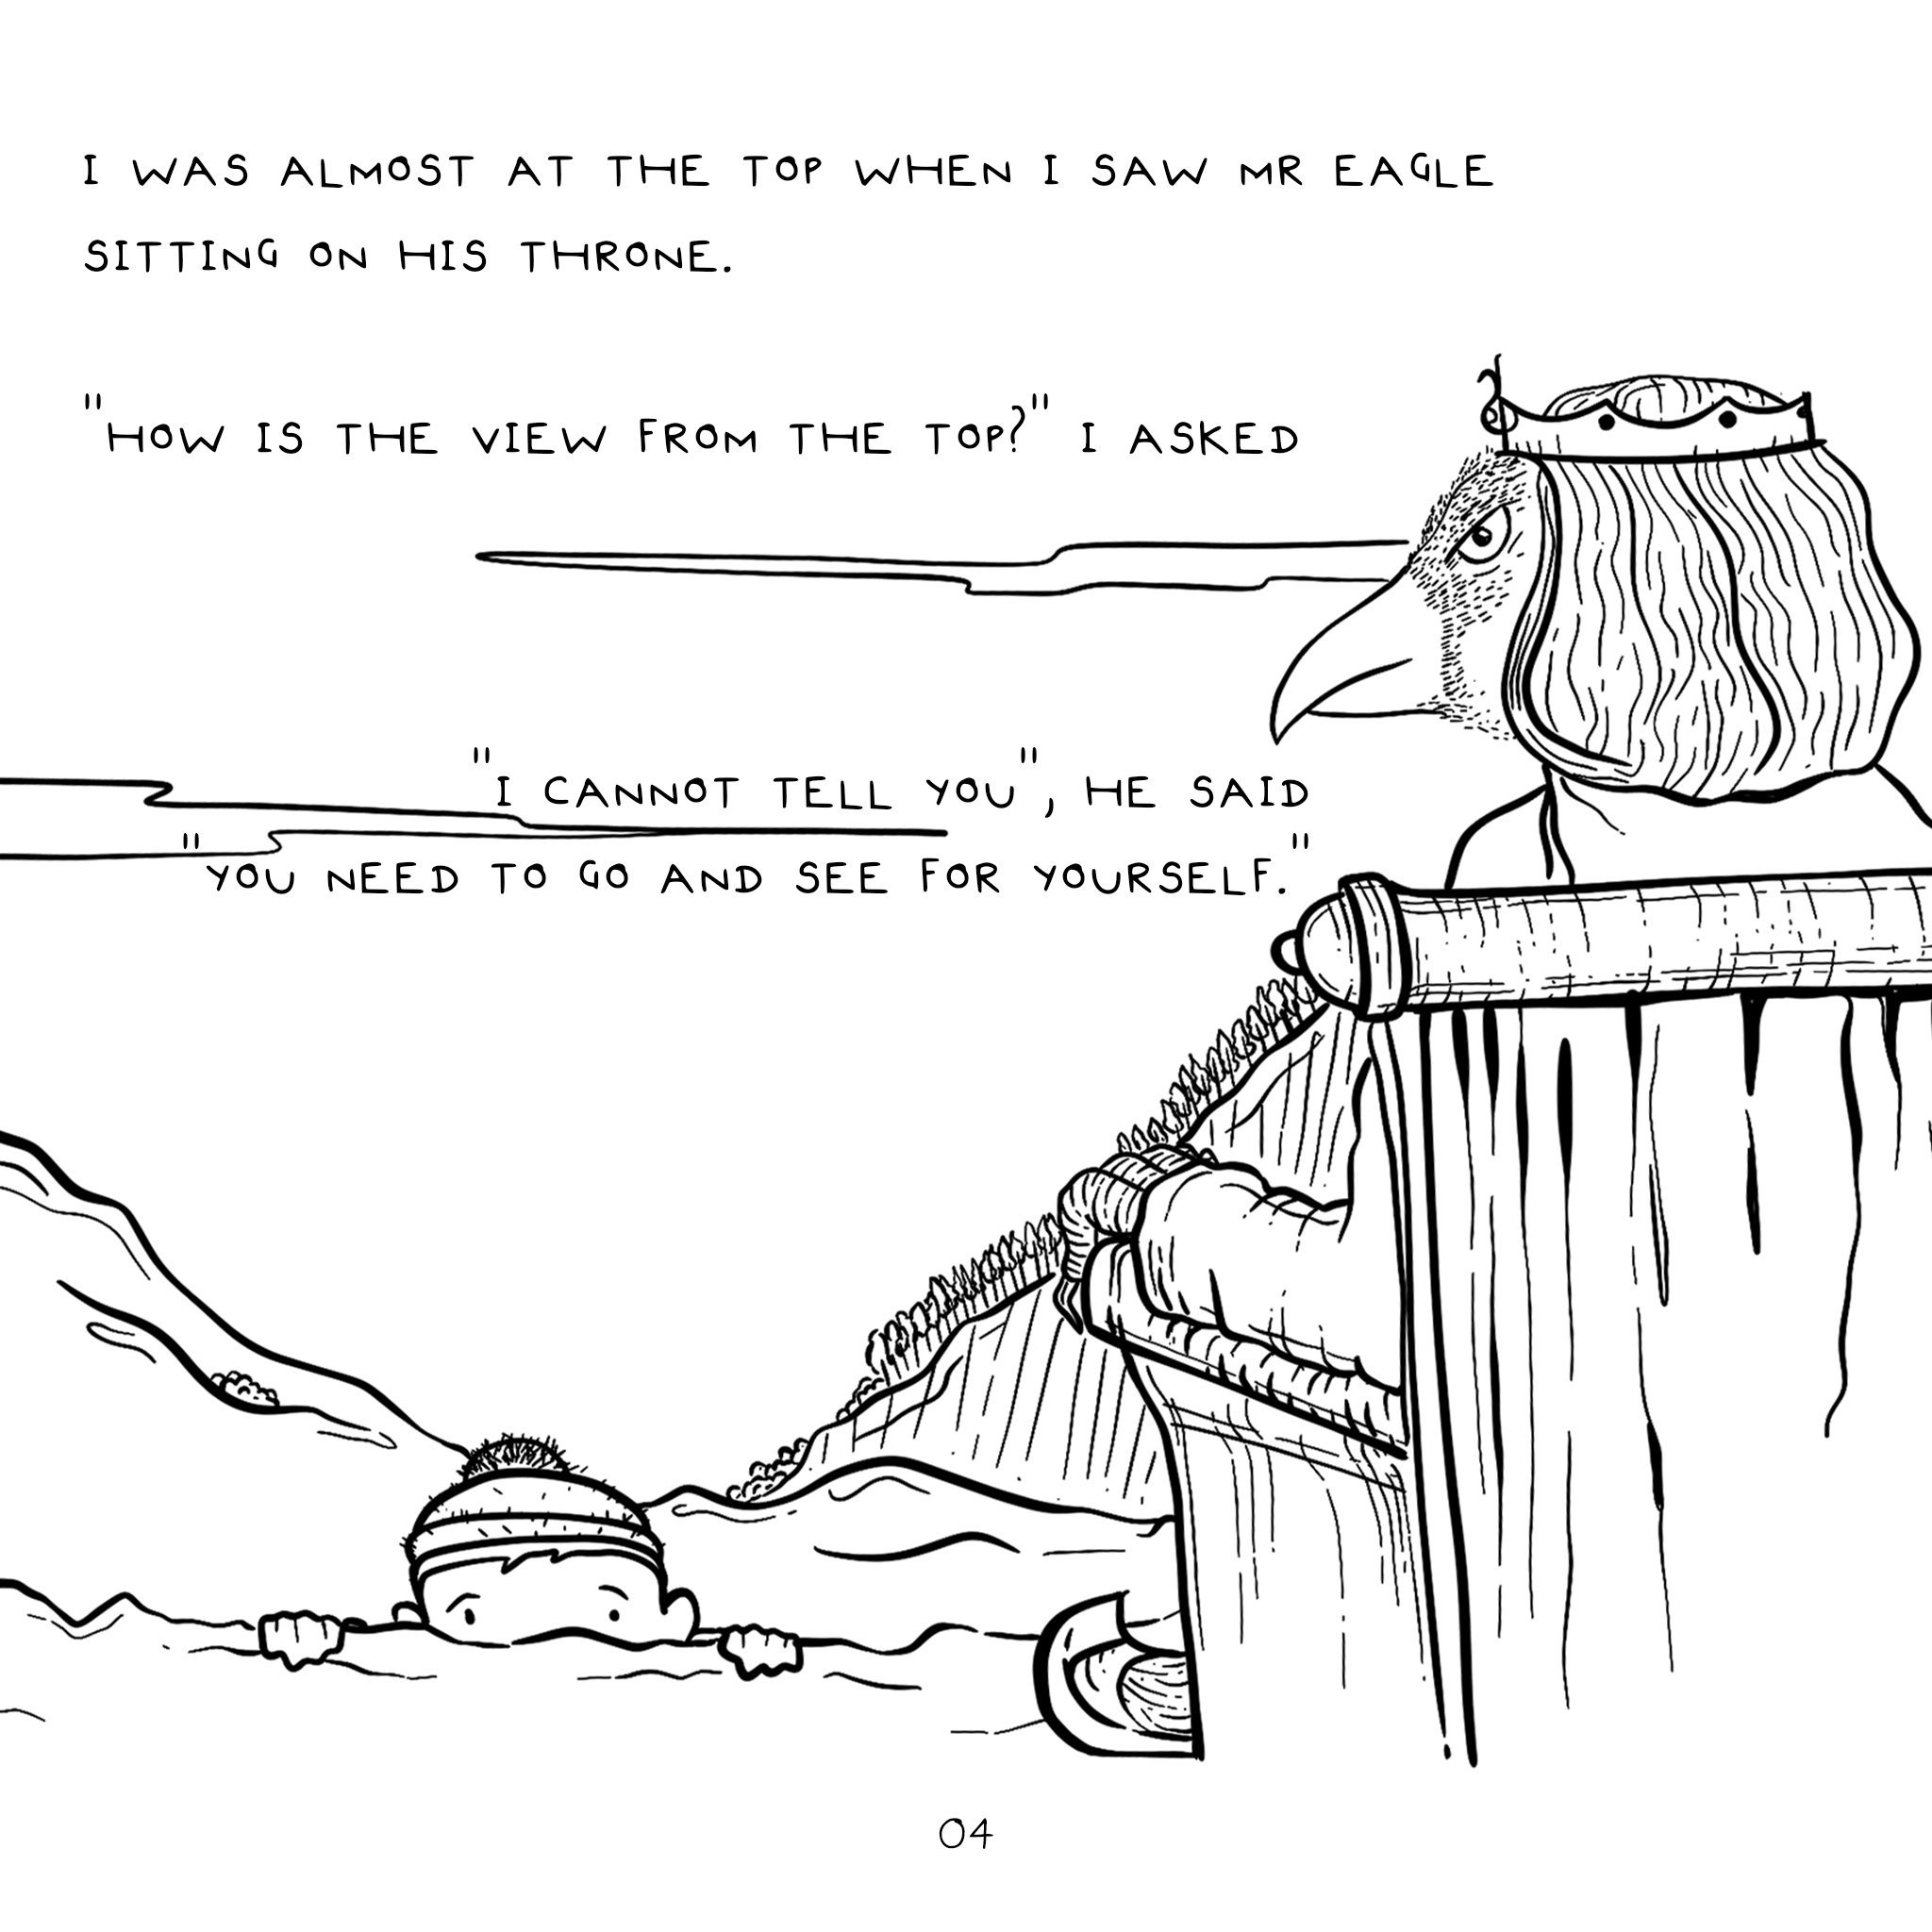 I WAS ALMOST AT THE TOP WHEN I SAW MR EAGLE
SITTING ON HIS THRONE.
"HOW IS THE VIEW FROM THE TOP?" I ASKED
"I CANNOT TELL YOU", HE SAID
"YOU NEED TO GO AND SEE FOR YOURSELF."
04